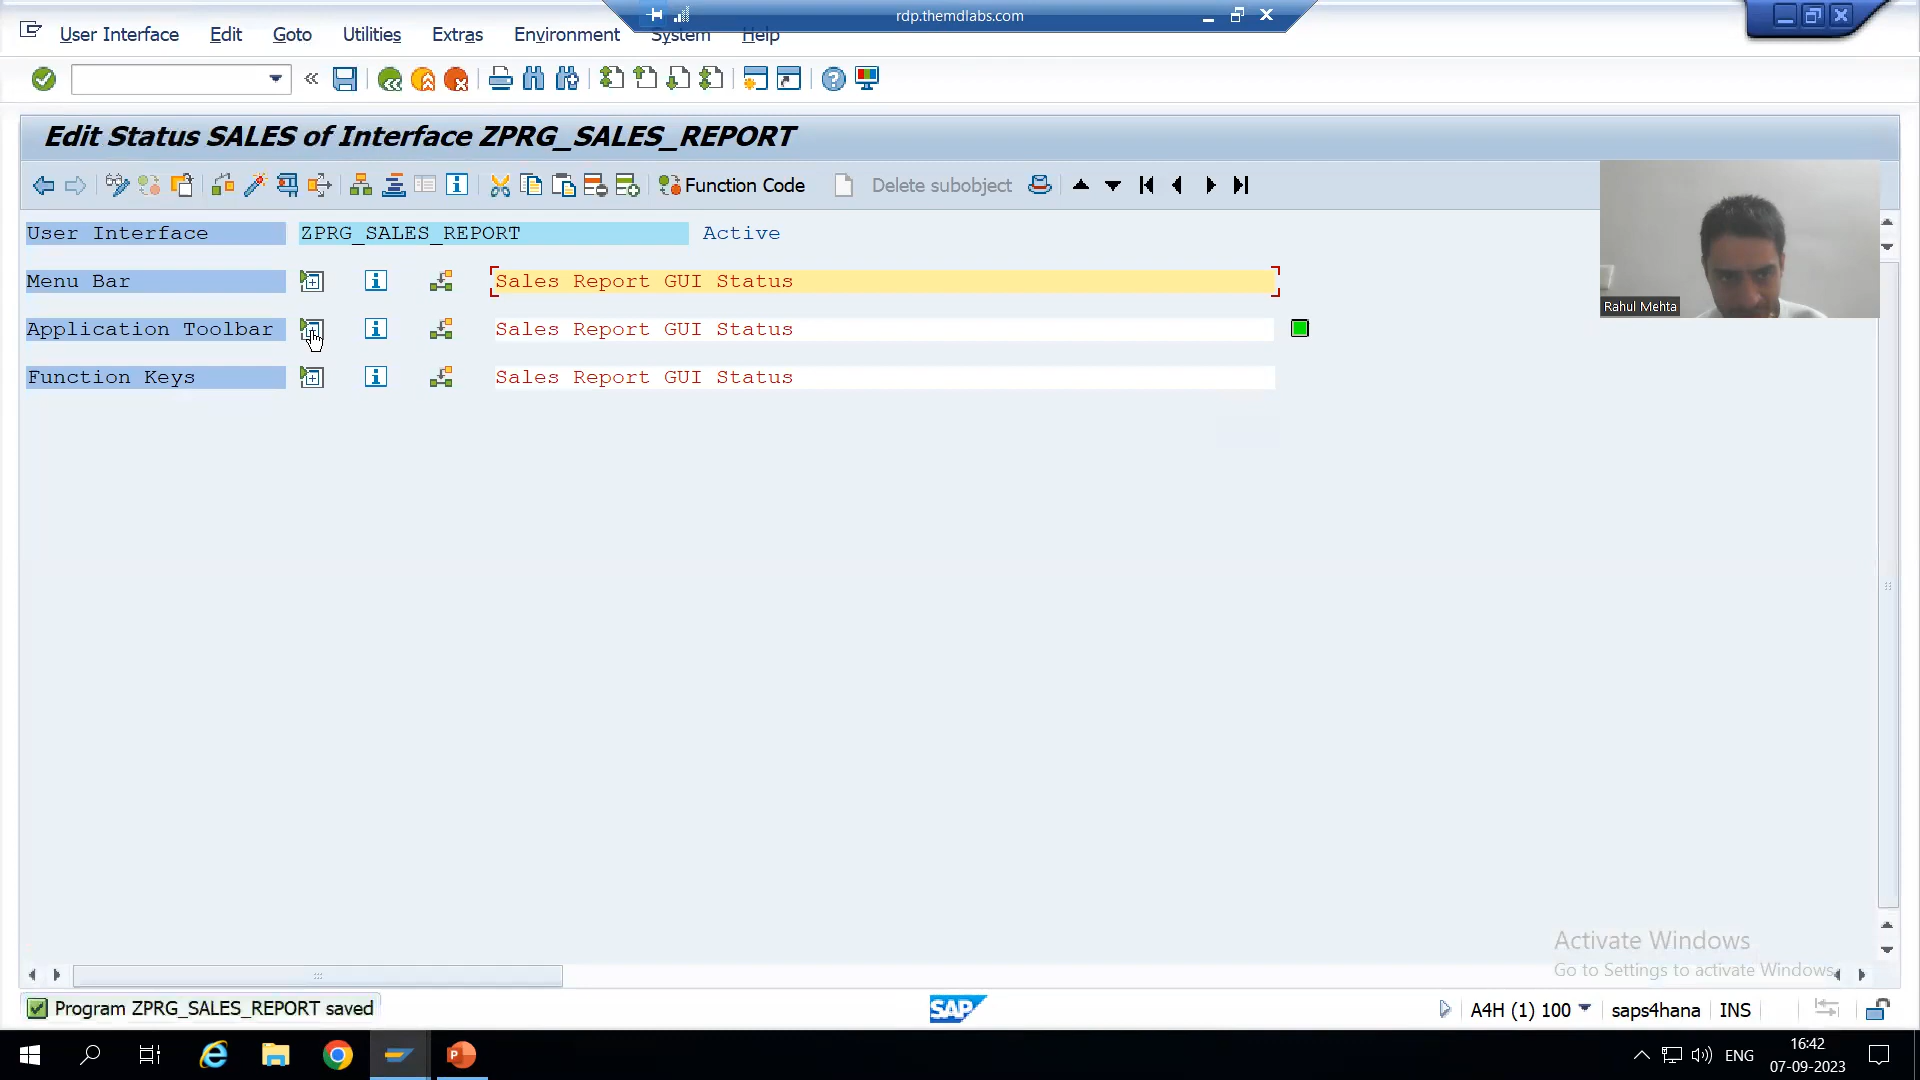 rdp.themdlabs.com
User Interface Edit Goto Utilities Extras Environment System Help
Edit Status SALES of Interface ZPRG_SALES_REPORT
Function Code Delete subobject
User Interface ZPRG_SALES_REPORT Active
Menu Bar Sales Report GUI Status
Application Toolbar Sales Report GUI Status
Function Keys Sales Report GUI Status
Rahul Mehta
Activate Windows
Go to Settings to activate Windows.
Program ZPRG_SALES_REPORT saved
SAP
A4H (1) 100 saps4hana INS
ENG
16:42
07-09-2023